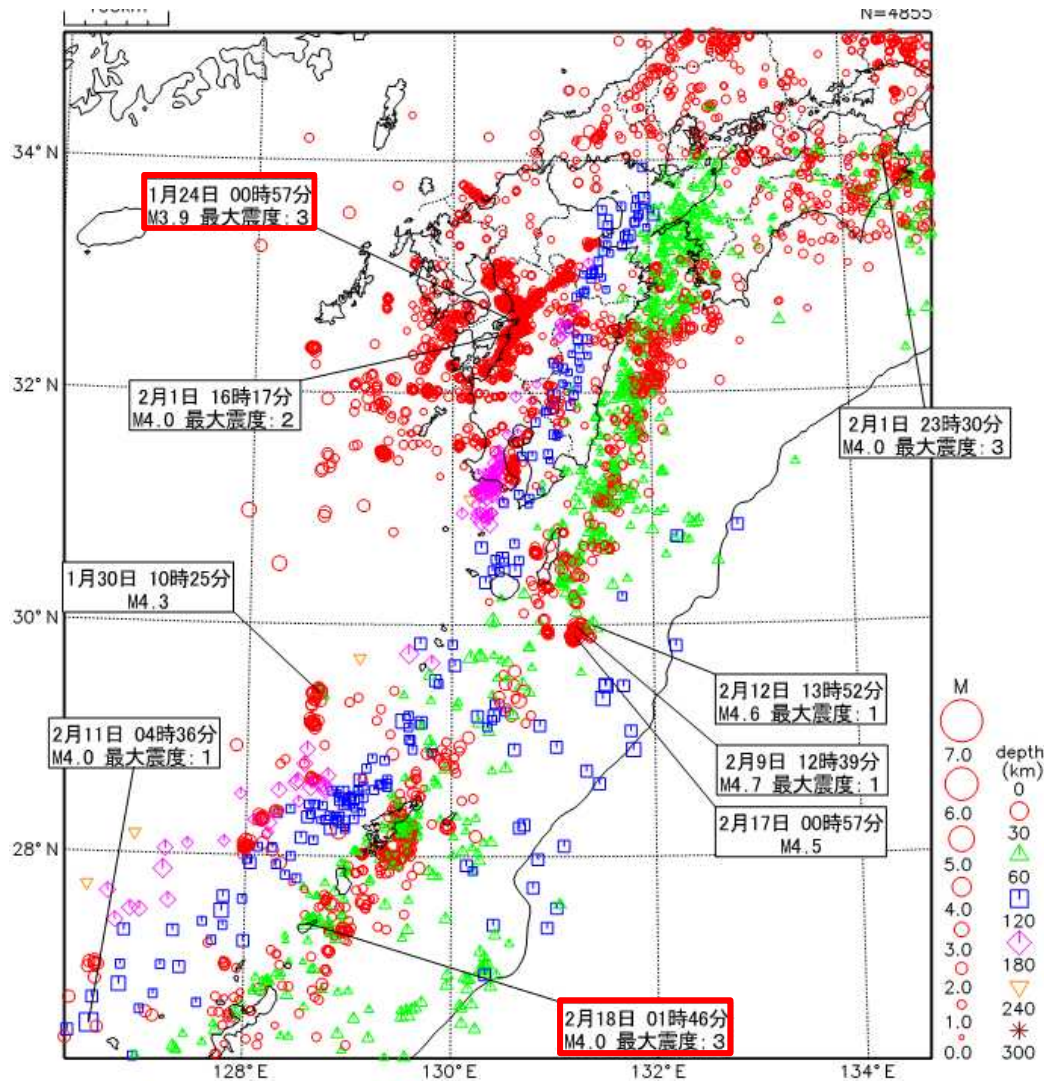 N=4855
34°N
1月24日 00時57分
M3.9 最大震度:3
32°N
2月1日 16時17分
M4.0 最大震度:2
2月1日 23時30分
M4.0 最大震度:3
1月30日 10時25分
M4.3
30°N
2月12日 13時52分
M4.6 最大震度:1
2月11日 04時36分
M4.0 最大震度:1
2月9日 12時39分
M4.7 最大震度:1
2月17日 00時57分
M4.5
28°N
2月18日 01時46分
M4.0 最大震度:3
128°E
130°E
132°E
134°E
M
7.0
6.0
5.0
4.0
3.0
2.0
1.0
0.0
depth
(km)
0
30
60
120
180
240
300